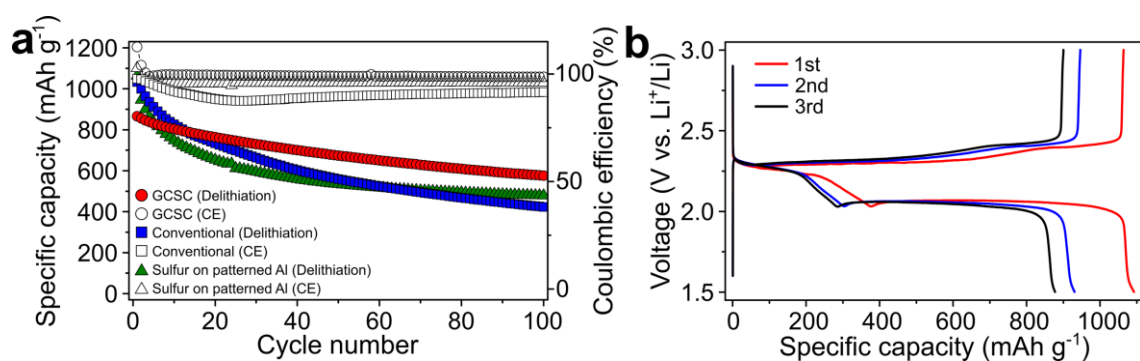 a
Specific capacity (mAh g⁻¹)
1200
1000
800
600
400
200
0
GCSC (Delithiation)
GCSC (CE)
Conventional (Delithiation)
Conventional (CE)
Sulfur on patterned Al (Delithiation)
Sulfur on patterned Al (CE)
0
20
40
60
80
100
Cycle number
100
50
0
Coulombic efficiency (%)
b
Voltage (V vs. Li⁺/Li)
3.0
2.5
2.0
1.5
1st
2nd
3rd
0
200
400
600
800
1000
Specific capacity (mAh g⁻¹)